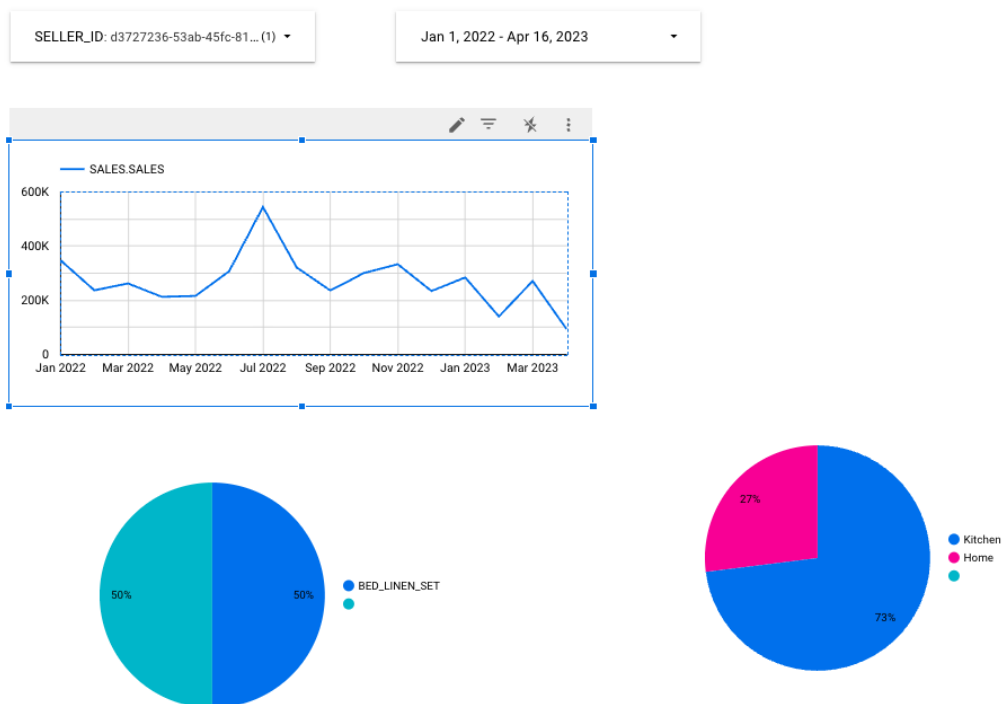 SELLER_ID: d3727236-53ab-45fc-81... (1)
Jan 1, 2022 - Apr 16, 2023
SALES.SALES
600K
400K
200K
0
Jan 2022 Mar 2022 May 2022 Jul 2022 Sep 2022 Nov 2022 Jan 2023 Mar 2023
50%
50%
BED_LINEN_SET
27%
73%
Kitchen
Home